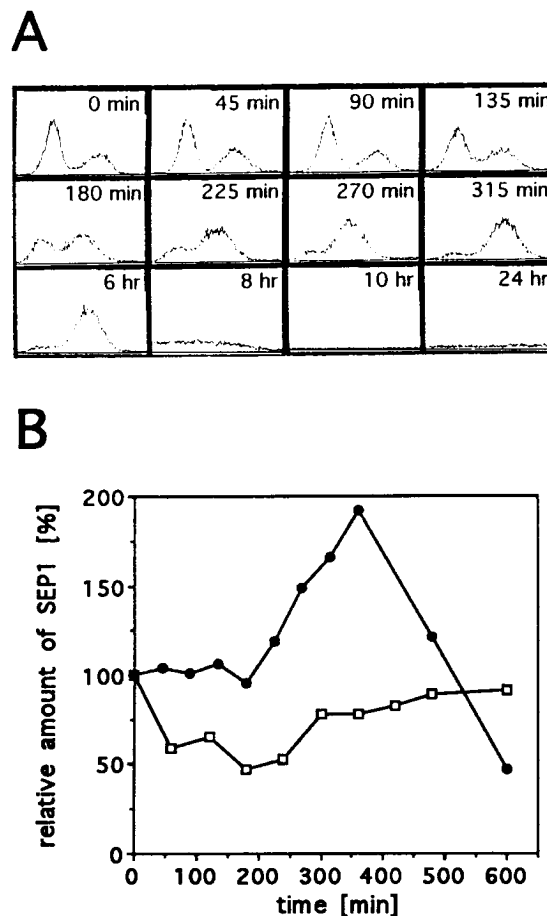 A
0 min 45 min 90 min 135 min
180 min 225 min 270 min 315 min
6 hr 8 hr 10 hr 24 hr
B
relative amount of SEP1 [%]
200
150
100
50
0
0 100 200 300 400 500 600
time [min]